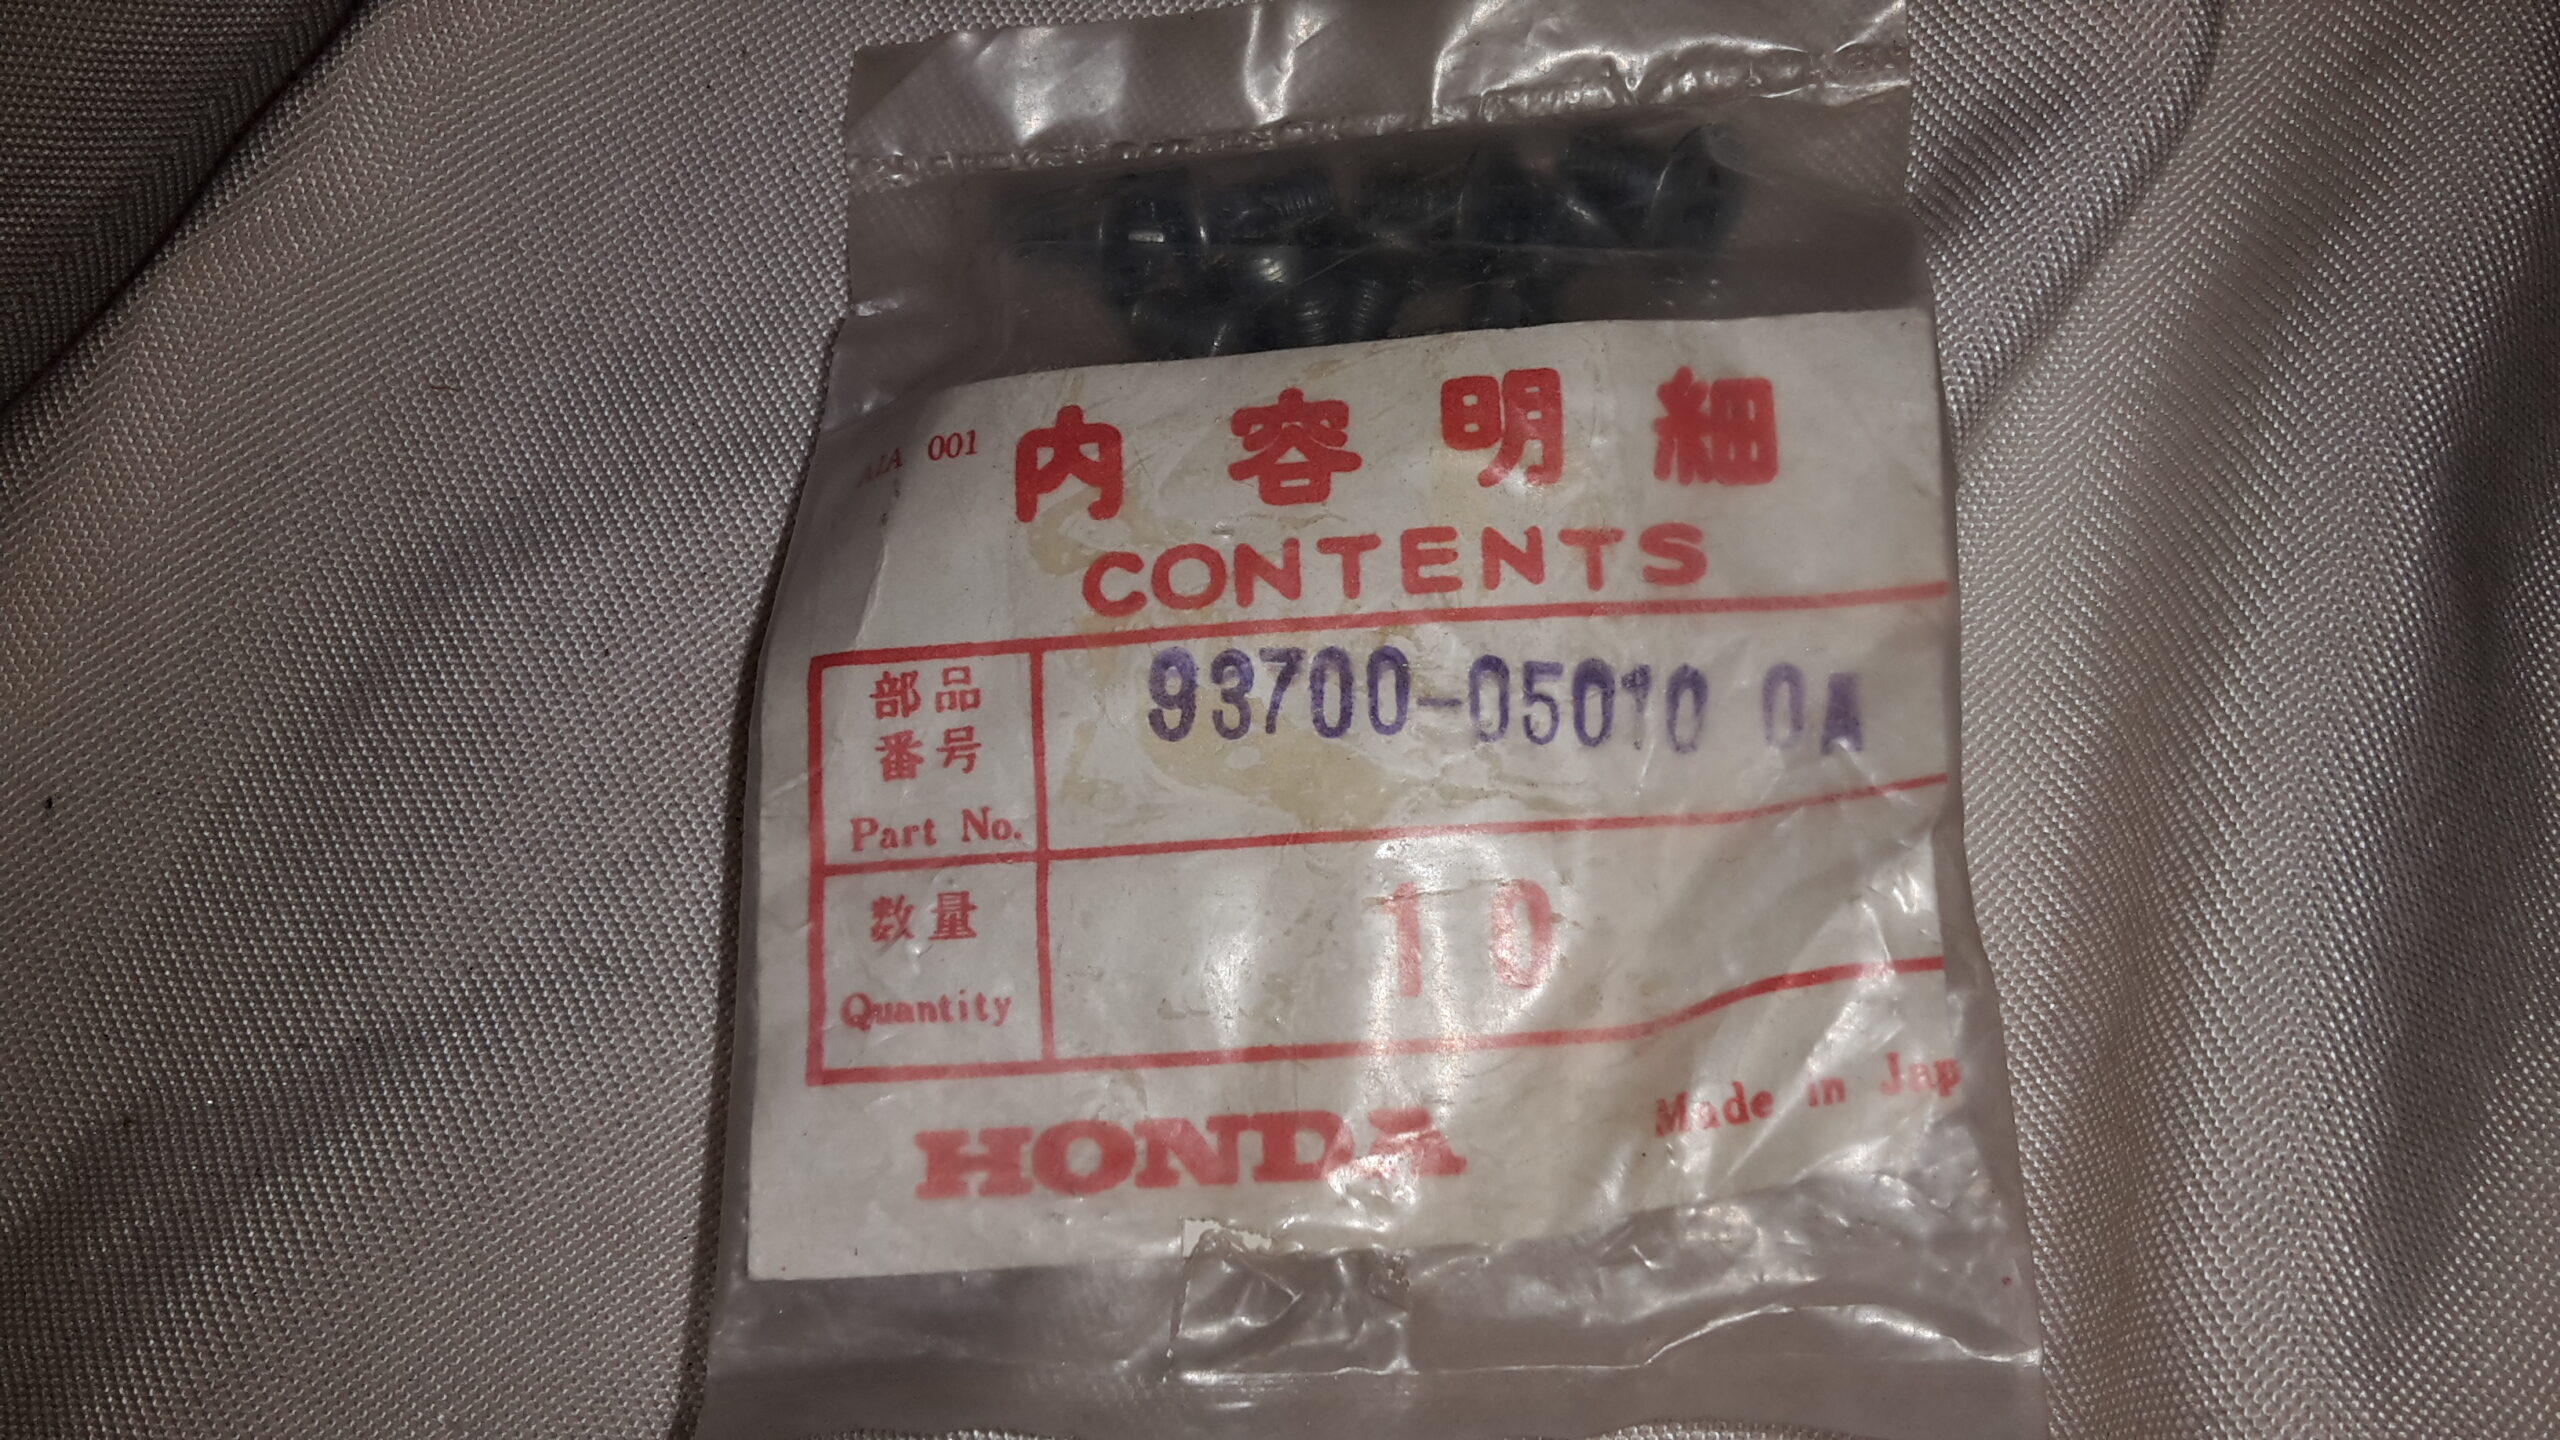 001 内容明細
CONTENTS
部品
番号
Part No.
93700-05010 0A
数量
Quantity
10
HONDA
Made in Jap